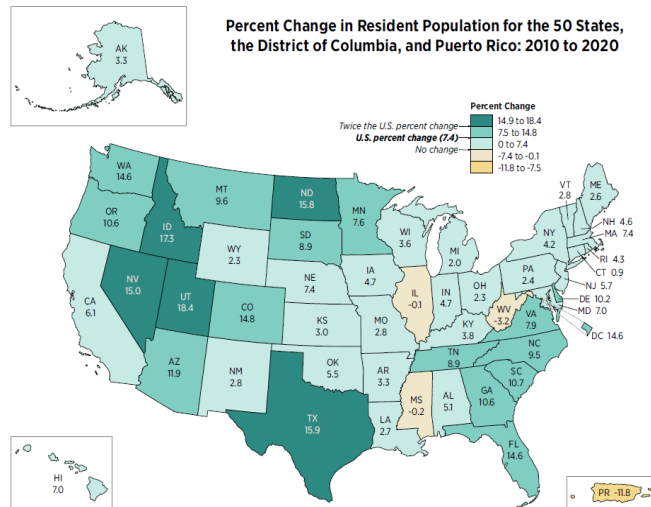 Percent Change in Resident Population for the 50 States,
the District of Columbia, and Puerto Rico: 2010 to 2020
AK
3.3
Percent Change
Twice the U.S. percent change
U.S. percent change (7.4)
No change
14.9 to 18.4
7.5 to 14.8
0 to 7.4
-7.4 to -0.1
-11.8 to -7.5
WA
14.6
OR
10.6
CA
6.1
NV
15.0
ID
17.3
MT
9.6
WY
2.3
UT
18.4
CO
14.8
AZ
11.9
NM
2.8
ND
15.8
SD
8.9
NE
7.4
KS
3.0
OK
5.5
TX
15.9
MN
7.6
IA
4.7
MO
2.8
AR
3.3
LA
2.7
WI
3.6
IL
-0.1
MI
2.0
IN
4.7
OH
2.3
KY
3.8
TN
8.9
MS
-0.2
AL
5.1
GA
10.6
FL
14.6
SC
10.7
NC
9.5
VA
7.9
WV
-3.2
PA
2.4
NY
4.2
VT
2.8
ME
2.6
NH 4.6
MA 7.4
RI 4.3
CT 0.9
NJ 5.7
DE 10.2
MD 7.0
DC 14.6
HI
7.0
PR -11.8